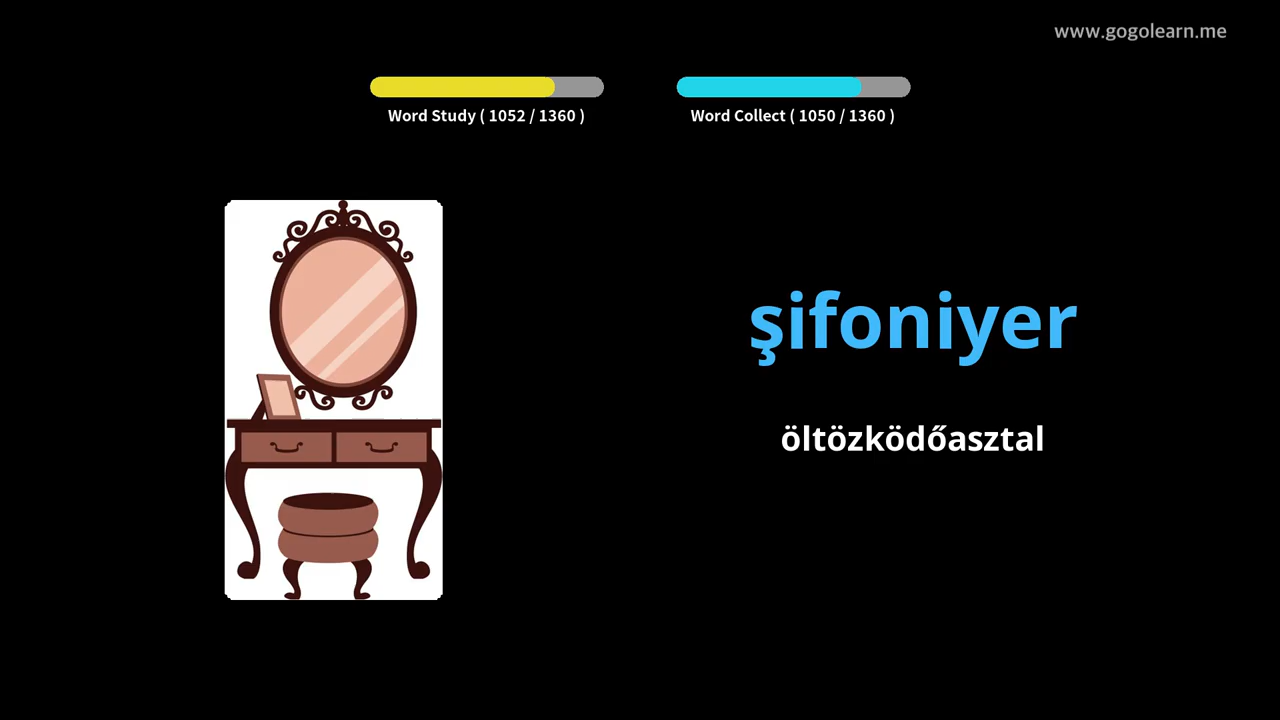 www.gogolearn.me
Word Study ( 1052 / 1360 )
Word Collect ( 1050 / 1360 )
şifoniyer
öltözködőasztal